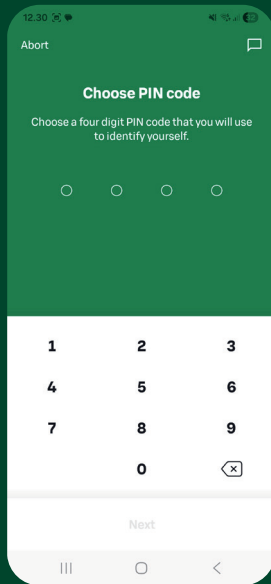 12.30
Abort
Choose PIN code
Choose a four digit PIN code that you will use
to identify yourself.
1 2 3
4 5 6
7 8 9
0
Next